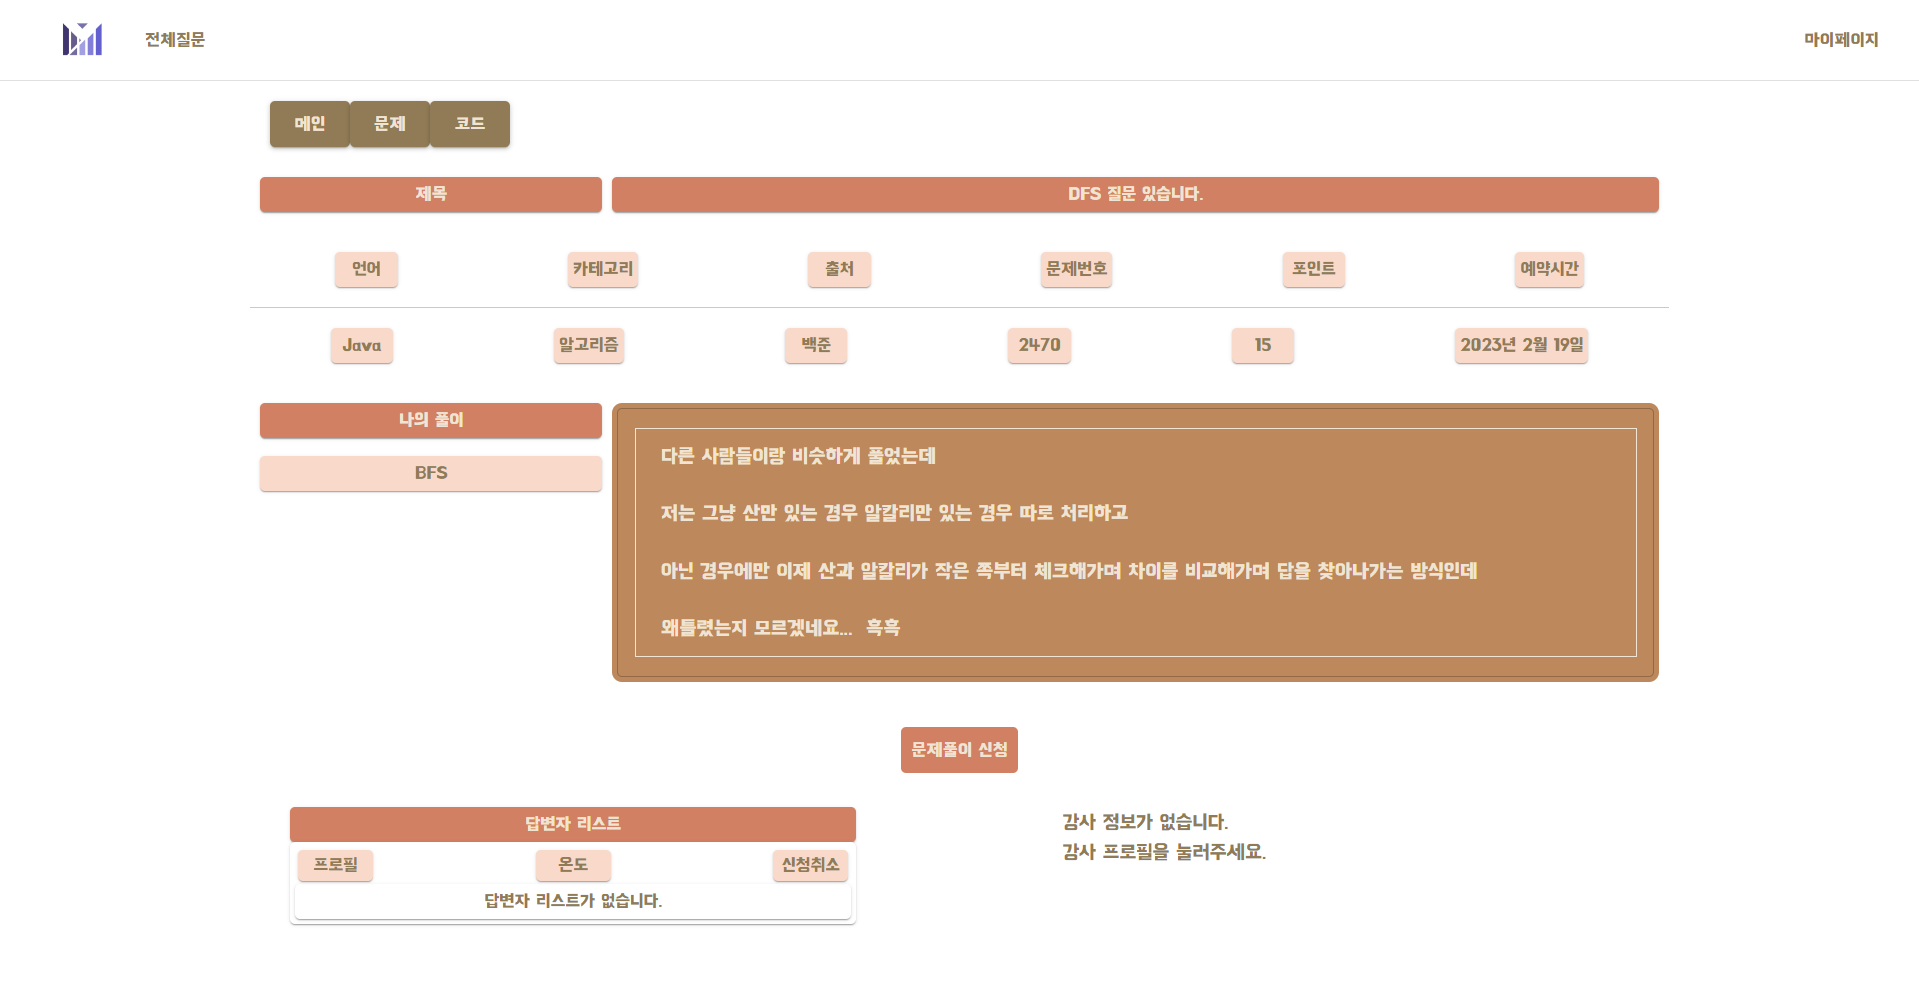 전체질문
마이페이지
메인 문제 코드
제목 DFS 질문 있습니다.
언어 카테고리 출처 문제번호 포인트 예약시간
Java 알고리즘 백준 2470 15 2023년 2월 19일
나의 풀이
BFS
다른 사람들이랑 비슷하게 풀었는데
저는 그냥 산만 있는 경우 알칼리만 있는 경우 따로 처리하고
아닌 경우에만 이제 산과 알칼리가 작은 쪽부터 체크해가며 차이를 비교해가며 답을 찾아나가는 방식인데
왜틀렸는지 모르겠네요... 흑흑
문제풀이 신청
답변자 리스트
프로필 온도 신청취소
답변자 리스트가 없습니다.
강사 정보가 없습니다.
강사 프로필을 눌러주세요.